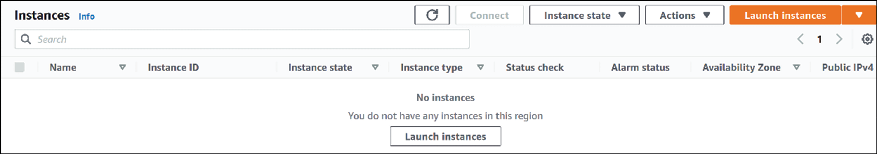 Instances Info Connect Instance state Actions Launch instances
Search 1
Name Instance ID Instance state Instance type Status check Alarm status Availability Zone Public IPv4
No instances
You do not have any instances in this region
Launch instances